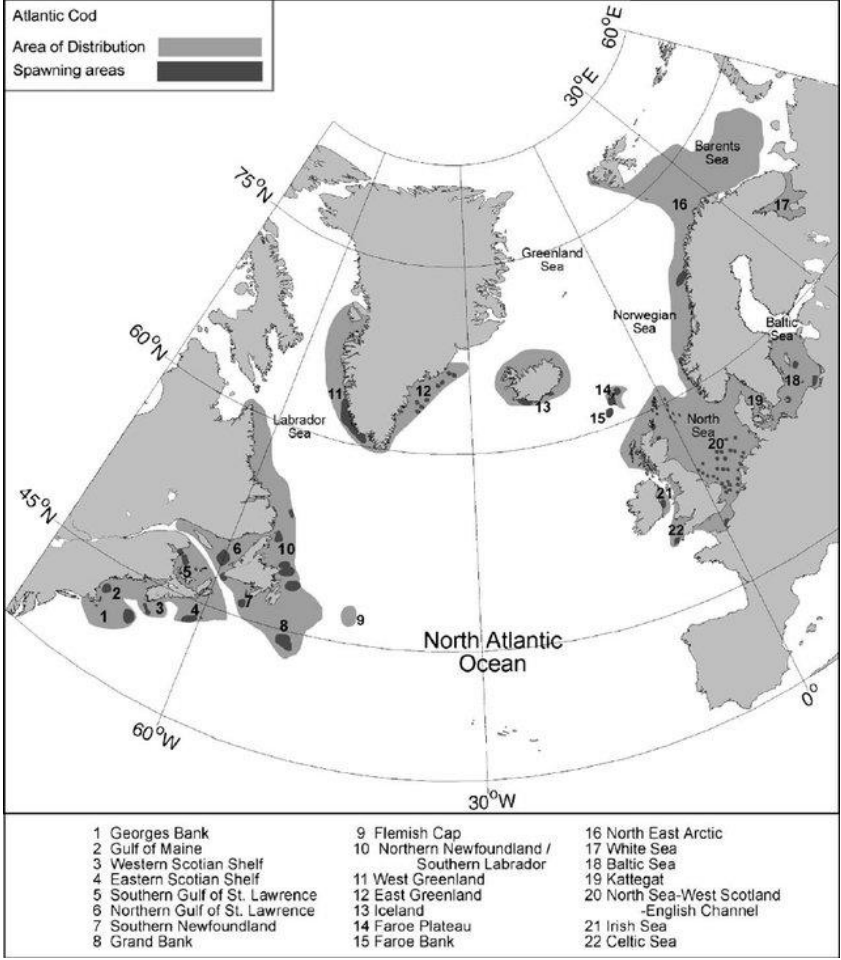 Atlantic Cod
Area of Distribution
Spawning areas
60°E
30°E
Barents
Sea
75°N
16
17
Greenland
Sea
Norwegian
Sea
Baltic
Sea
60°N
11
12
13
14
15
18
19
Labrador
Sea
North
Sea
20
21
22
45°N
10
6
5
2
1
3
4
7
8
9
North Atlantic
Ocean
0°
60°W
30°W
1 Georges Bank
2 Gulf of Maine
3 Western Scotian Shelf
4 Eastern Scotian Shelf
5 Southern Gulf of St. Lawrence
6 Northern Gulf of St. Lawrence
7 Southern Newfoundland
8 Grand Bank
9 Flemish Cap
10 Northern Newfoundland /
Southern Labrador
11 West Greenland
12 East Greenland
13 Iceland
14 Faroe Plateau
15 Faroe Bank
16 North East Arctic
17 White Sea
18 Baltic Sea
19 Kattegat
20 North Sea-West Scotland
-English Channel
21 Irish Sea
22 Celtic Sea